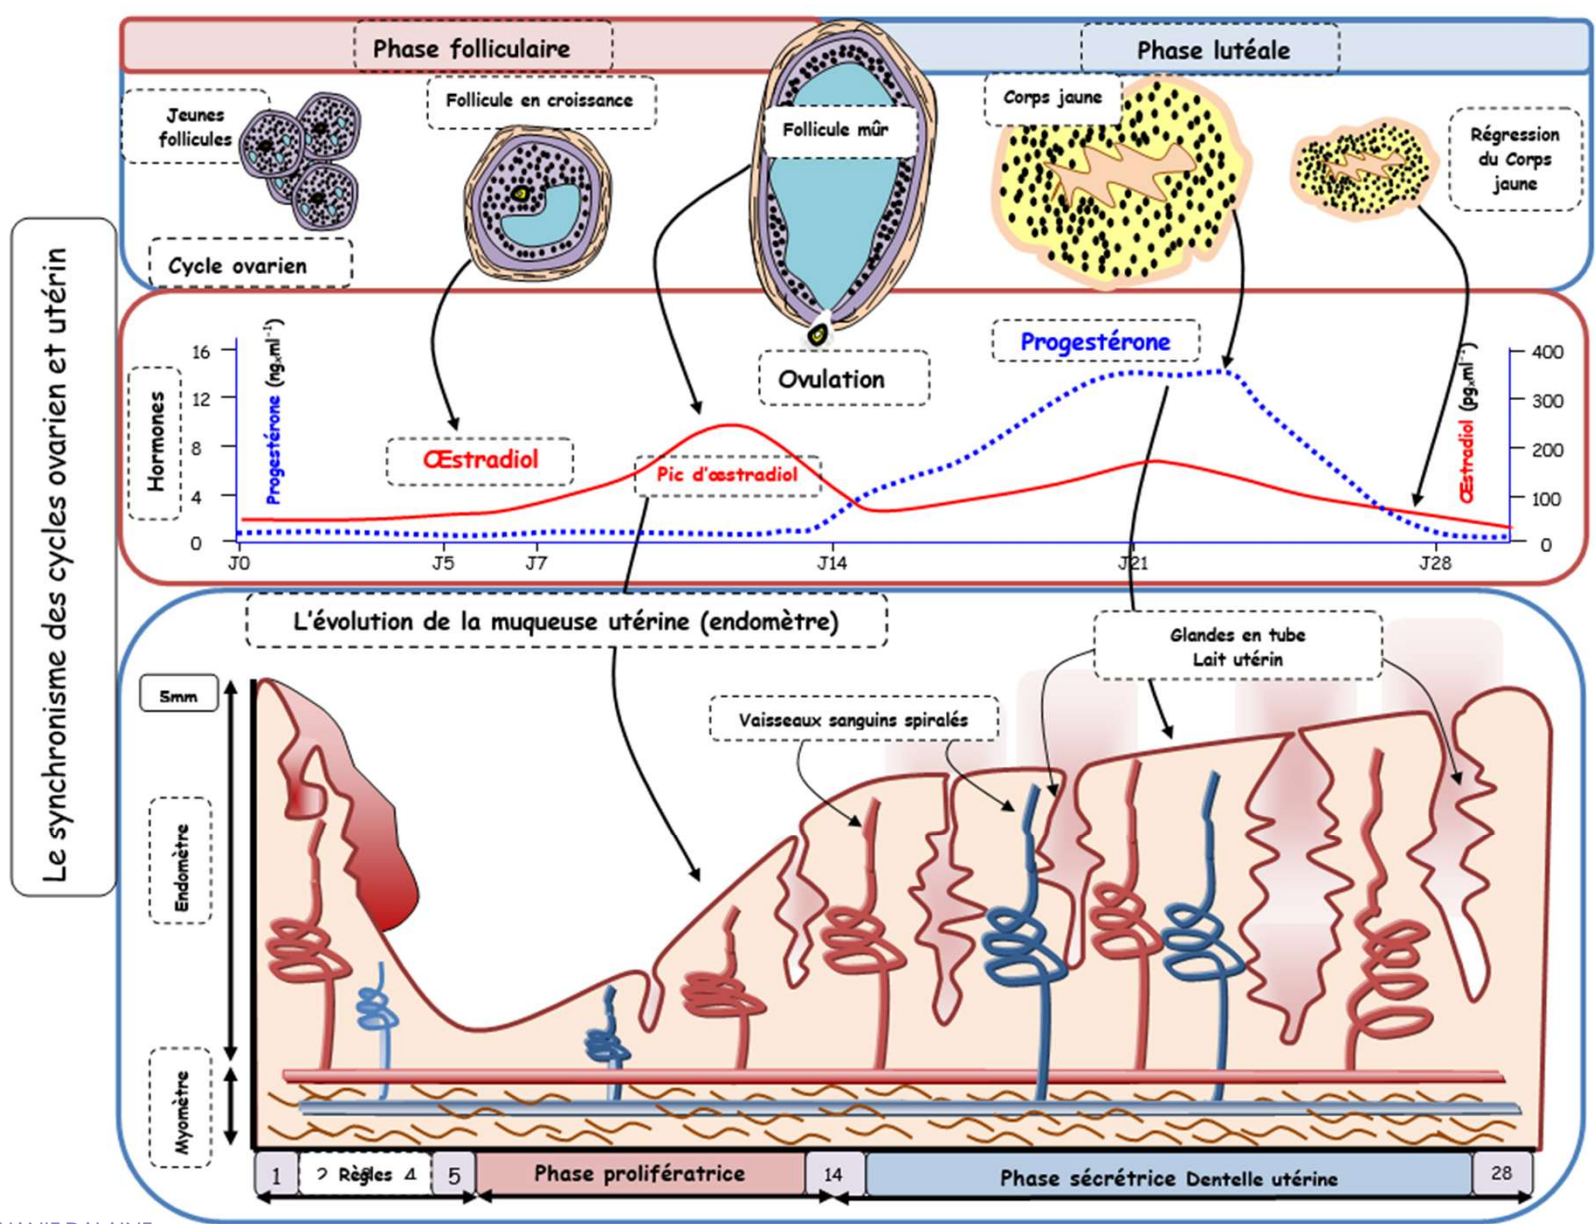 Le synchronisme des cycles ovarien et utérin
Phase folliculaire
Phase lutéale
Jeunes
follicules
Follicule en croissance
Follicule mûr
Corps jaune
Régression
du Corps
jaune
Cycle ovarien
Ovulation
Hormones
Progestérone (ng×ml⁻¹)
16
12
8
4
0
Œstradiol
Pic d'œstradiol
Progestérone
Œstradiol (pg×ml⁻¹)
400
300
200
100
0
J0
J5
J7
J14
J21
J28
L'évolution de la muqueuse utérine (endomètre)
Glandes en tube
Lait utérin
5mm
Vaisseaux sanguins spiralés
Endomètre
Myomètre
1
2 Règles 4
5
Phase prolifératrice
14
Phase sécrétrice Dentelle utérine
28